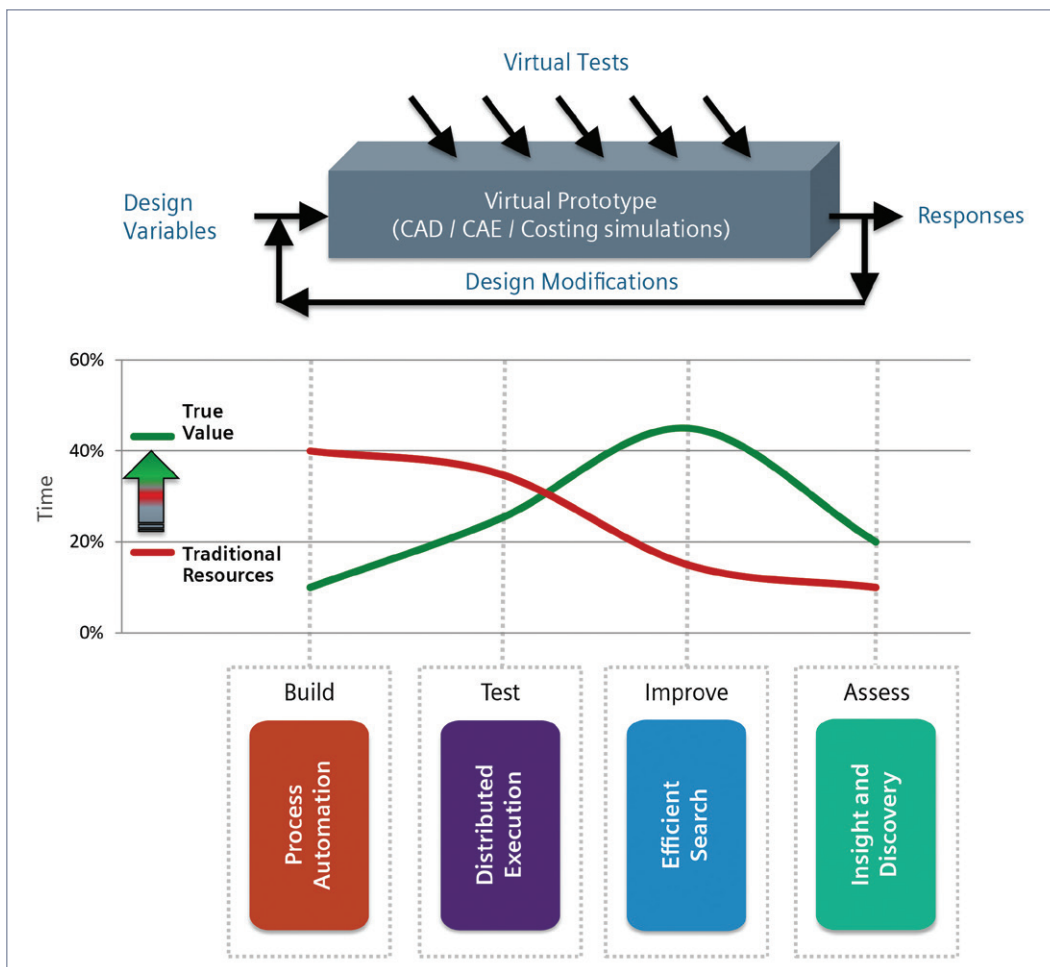 Virtual Tests
Design
Variables
Virtual Prototype
(CAD / CAE / Costing simulations)
Responses
Design Modifications
60%
True
Value
40%
Time
20%
Traditional
Resources
0%
Build
Test
Improve
Assess
Process
Automation
Distributed
Execution
Efficient
Search
Insight and
Discovery